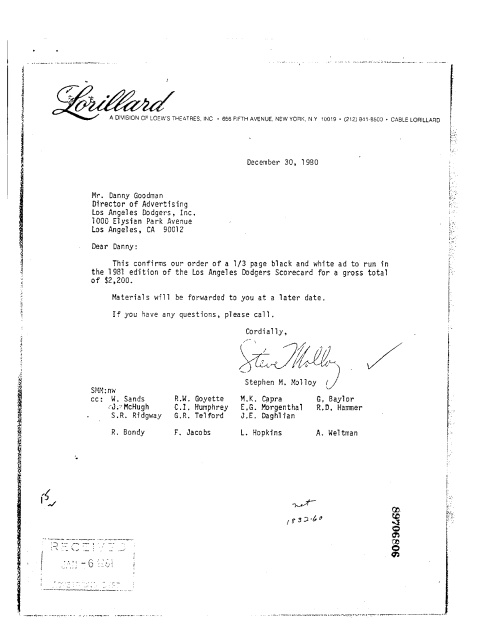 Lorillard
A DIVISION OF LOEW'S THEATRES, INC • 666 FIFTH AVENUE, NEW YORK, N.Y. 10019 • (212) 841-8500 • CABLE LORILLARD
December 30, 1980
Mr. Danny Goodman
Director of Advertising
Los Angeles Dodgers, Inc.
1000 Elysian Park Avenue
Los Angeles, CA 90012
Dear Danny:
This confirms our order of a 1/3 page black and white ad to run in
the 1981 edition of the Los Angeles Dodgers Scorecard for a gross total
of $2,200.
Materials will be forwarded to you at a later date.
If you have any questions, please call.
Cordially,
Steve Molloy
Stephen M. Molloy
SMM:nw
cc: W. Sands R.W. Goyette M.K. Capra G. Baylor
J. McHugh C.I. Humphrey E.G. Morgenthal R.D. Hammer
S.R. Ridgway G.R. Telford J.E. Daghlian
R. Bondy F. Jacobs L. Hopkins A. Weltman
net
1832.60
89706806
RECEIVED
JAN -6 1981